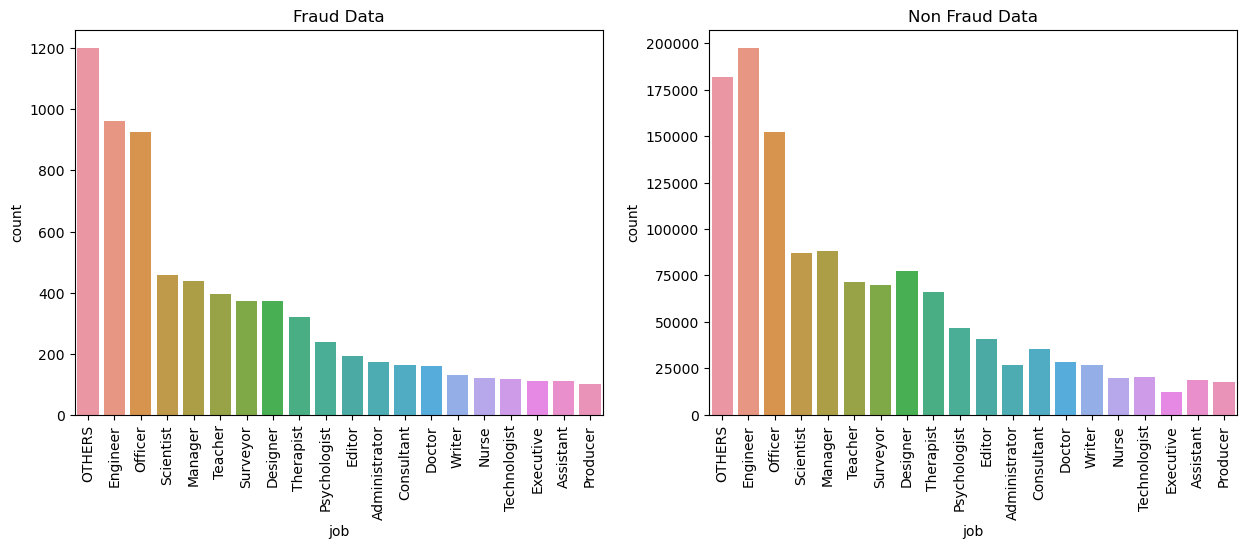 Fraud Data
1200
1000
800
600
400
200
0
count
OTHERS
Engineer
Officer
Scientist
Manager
Teacher
Surveyor
Designer
Therapist
Psychologist
Editor
Administrator
Consultant
Doctor
Writer
Nurse
Technologist
Executive
Assistant
Producer
job
Non Fraud Data
200000
175000
150000
125000
100000
75000
50000
25000
0
count
OTHERS
Engineer
Officer
Scientist
Manager
Teacher
Surveyor
Designer
Therapist
Psychologist
Editor
Administrator
Consultant
Doctor
Writer
Nurse
Technologist
Executive
Assistant
Producer
job